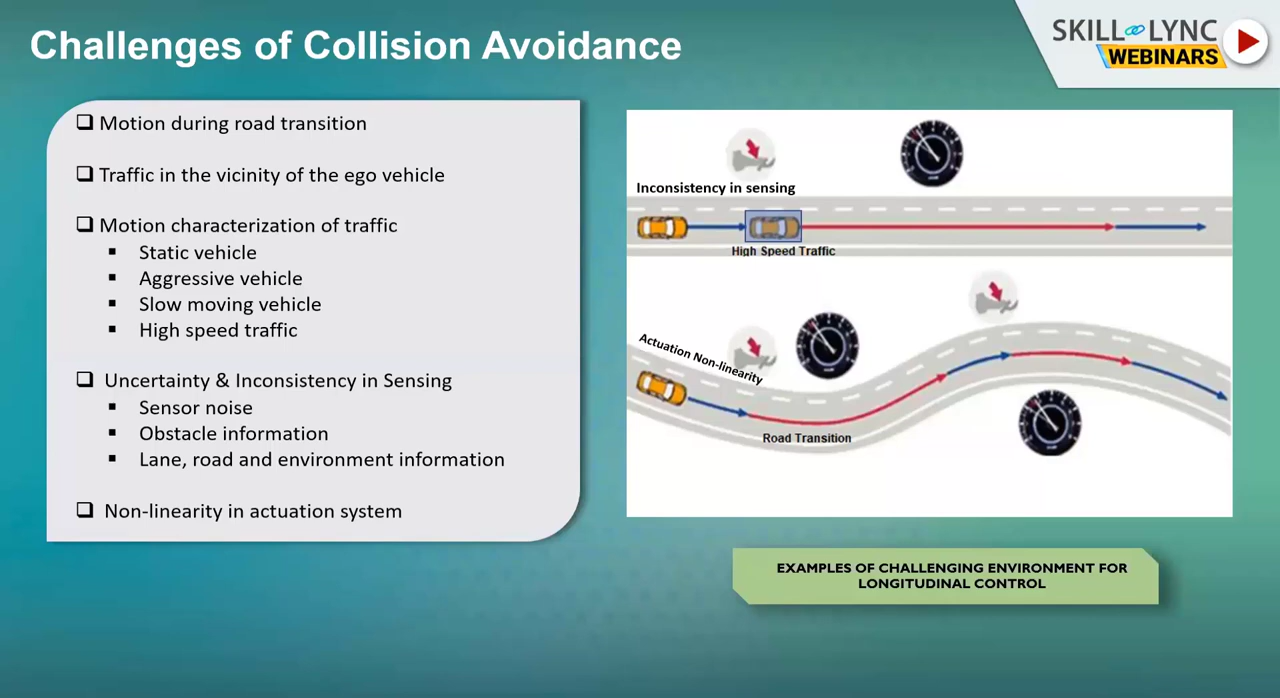 Challenges of Collision Avoidance
SKILL LYNC
WEBINARS
Motion during road transition
Traffic in the vicinity of the ego vehicle
Motion characterization of traffic
Static vehicle
Aggressive vehicle
Slow moving vehicle
High speed traffic
Uncertainty & Inconsistency in Sensing
Sensor noise
Obstacle information
Lane, road and environment information
Non-linearity in actuation system
Inconsistency in sensing
High Speed Traffic
Actuation Non-linearity
Road Transition
EXAMPLES OF CHALLENGING ENVIRONMENT FOR
LONGITUDINAL CONTROL